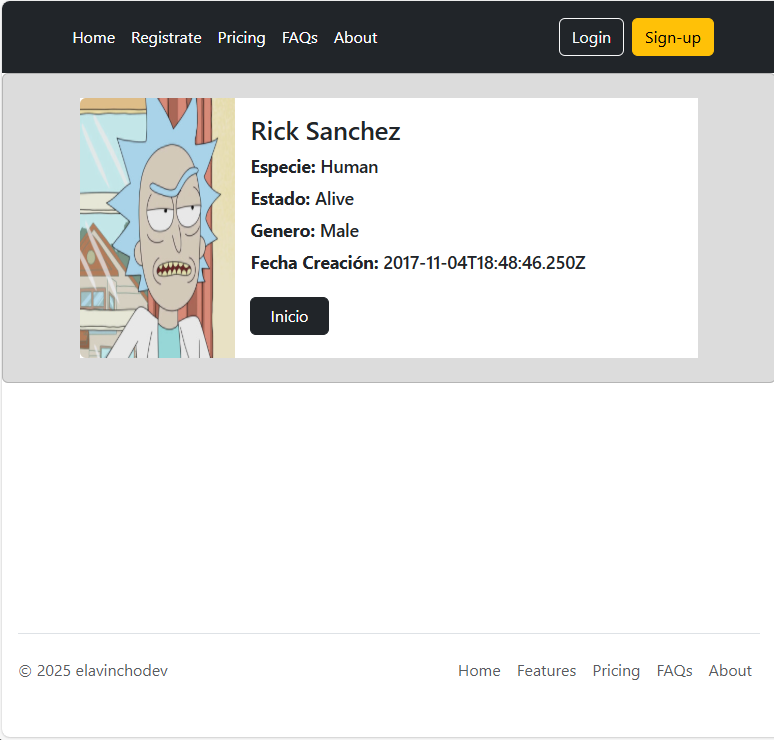 Home Registrate Pricing FAQs About Login Sign-up
Rick Sanchez
Especie: Human
Estado: Alive
Genero: Male
Fecha Creación: 2017-11-04T18:48:46.250Z
Inicio
© 2025 elavinchodev Home Features Pricing FAQs About